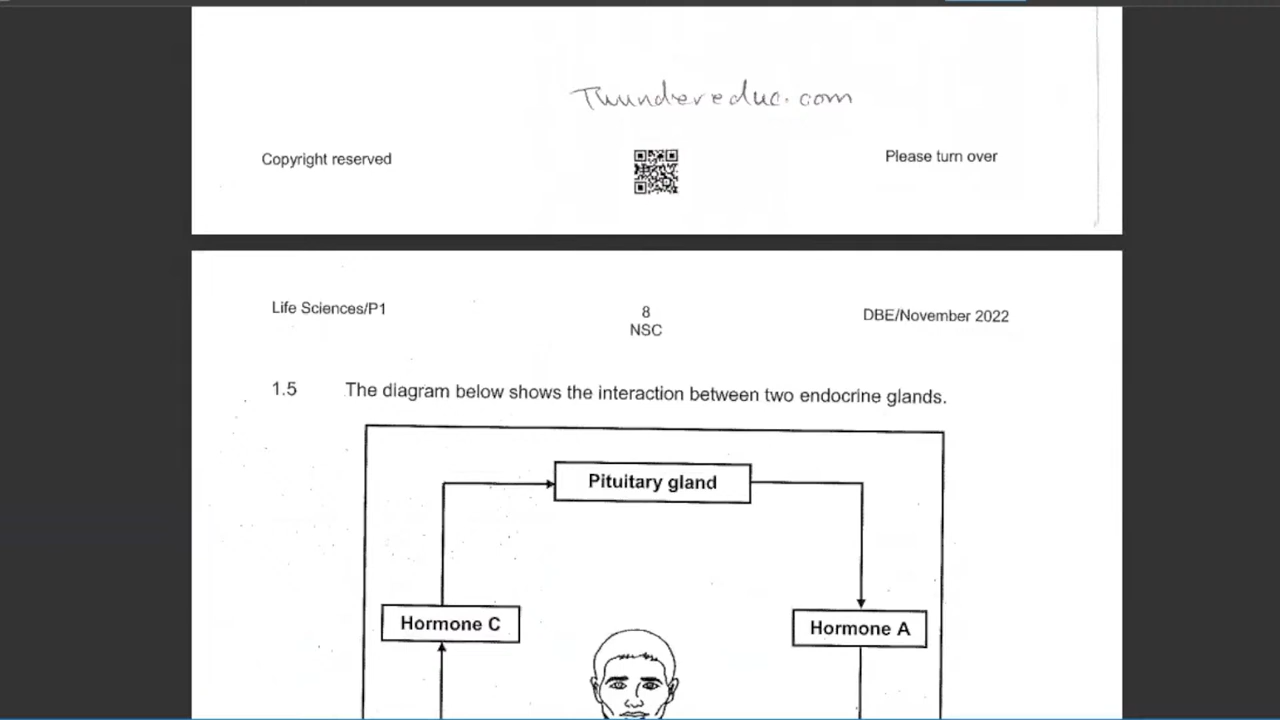 Thundereduc.com
Copyright reserved
Please turn over
Life Sciences/P1
8
NSC
DBE/November 2022
1.5 The diagram below shows the interaction between two endocrine glands.
Pituitary gland
Hormone C
Hormone A